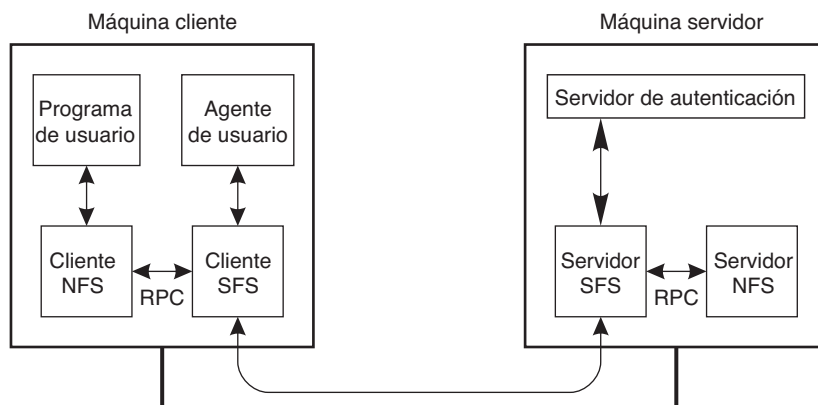 Máquina cliente
Máquina servidor
Programa
de usuario
Agente
de usuario
Servidor de autenticación
Cliente
NFS
RPC
Cliente
SFS
Servidor
SFS
RPC
Servidor
NFS